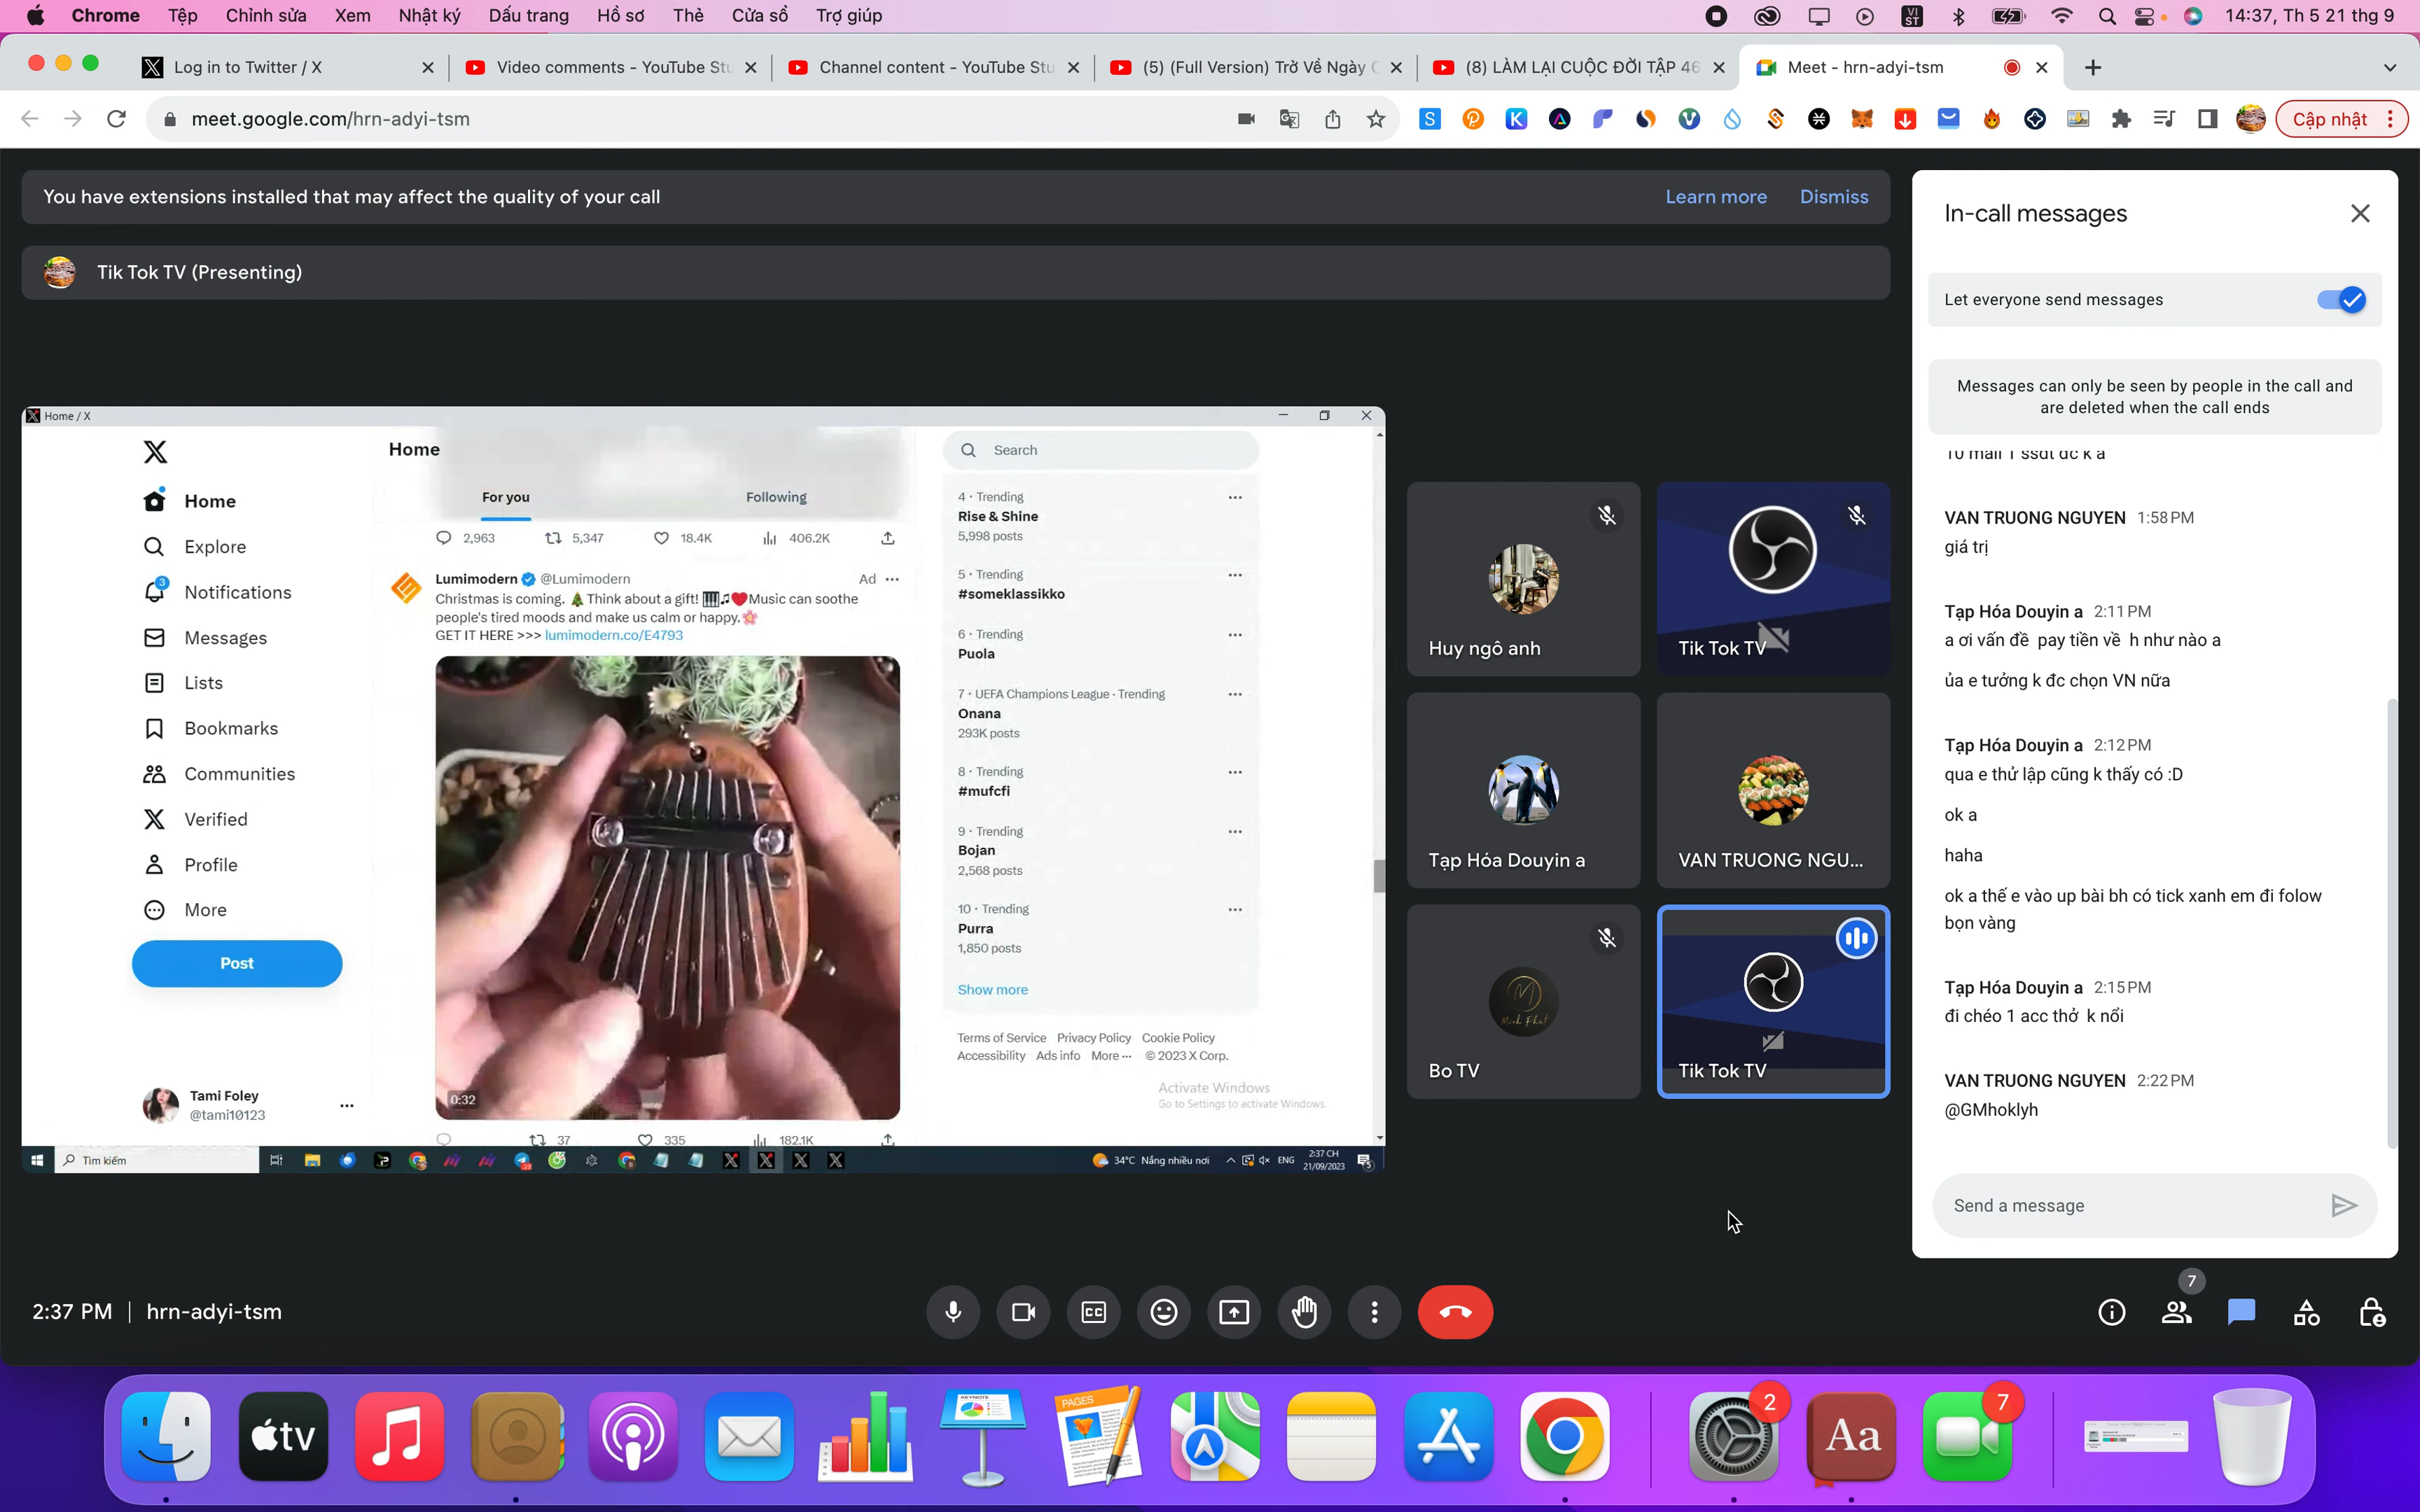 Chrome Tệp Chỉnh sửa Xem Nhật ký Dấu trang Hồ sơ Thẻ Cửa sổ Trợ giúp VI ST 14:37, Th 5 21 thg 9
Log in to Twitter / X Video comments - YouTube Stu Channel content - YouTube Stu (5) (Full Version) Trở Về Ngày C (8) LÀM LẠI CUỘC ĐỜI TẬP 46 Meet - hrn-adyi-tsm
meet.google.com/hrn-adyi-tsm Cập nhật
You have extensions installed that may affect the quality of your call Learn more Dismiss
Tik Tok TV (Presenting)
Home / X
Home
Explore
Notifications
3
Messages
Lists
Bookmarks
Communities
Verified
Profile
More
Post
Tami Foley
@tami10123
Home
For you Following
2,963 5,347 18.4K 406.2K
Lumimodern @Lumimodern Ad
Christmas is coming. 🎄Think about a gift! 🎹🎵❤️Music can soothe
people's tired moods and make us calm or happy.🌸
GET IT HERE >>> lumimodern.co/E4793
0:32
37 335 182.1K
Search
4 · Trending
Rise & Shine
5,998 posts
5 · Trending
#someklassikko
6 · Trending
Puola
7 · UEFA Champions League · Trending
Onana
293K posts
8 · Trending
#mufcfi
9 · Trending
Bojan
2,568 posts
10 · Trending
Purra
1,850 posts
Show more
Terms of Service Privacy Policy Cookie Policy
Accessibility Ads info More ··· © 2023 X Corp.
Activate Windows
Go to Settings to activate Windows.
Tìm kiếm 34°C Nắng nhiều nơi ENG 2:37 CH
21/09/2023 5
Huy ngô anh
Tik Tok TV
Tạp Hóa Douyin a
VAN TRUONG NGU...
Minh Phat
Bo TV
Tik Tok TV
In-call messages
Let everyone send messages
Messages can only be seen by people in the call and
are deleted when the call ends
VAN TRUONG NGUYEN 1:58 PM
giá trị
Tạp Hóa Douyin a 2:11 PM
a ơi vấn đề pay tiền về h như nào a
ủa e tưởng k đc chọn VN nữa
Tạp Hóa Douyin a 2:12 PM
qua e thử lập cũng k thấy có :D
ok a
haha
ok a thế e vào up bài bh có tick xanh em đi folow
bọn vàng
Tạp Hóa Douyin a 2:15 PM
đi chéo 1 acc thở k nổi
VAN TRUONG NGUYEN 2:22 PM
@GMhoklyh
Send a message
2:37 PM | hrn-adyi-tsm
CC
7
tv
KEYNOTE
PAGES
2
Aa
7